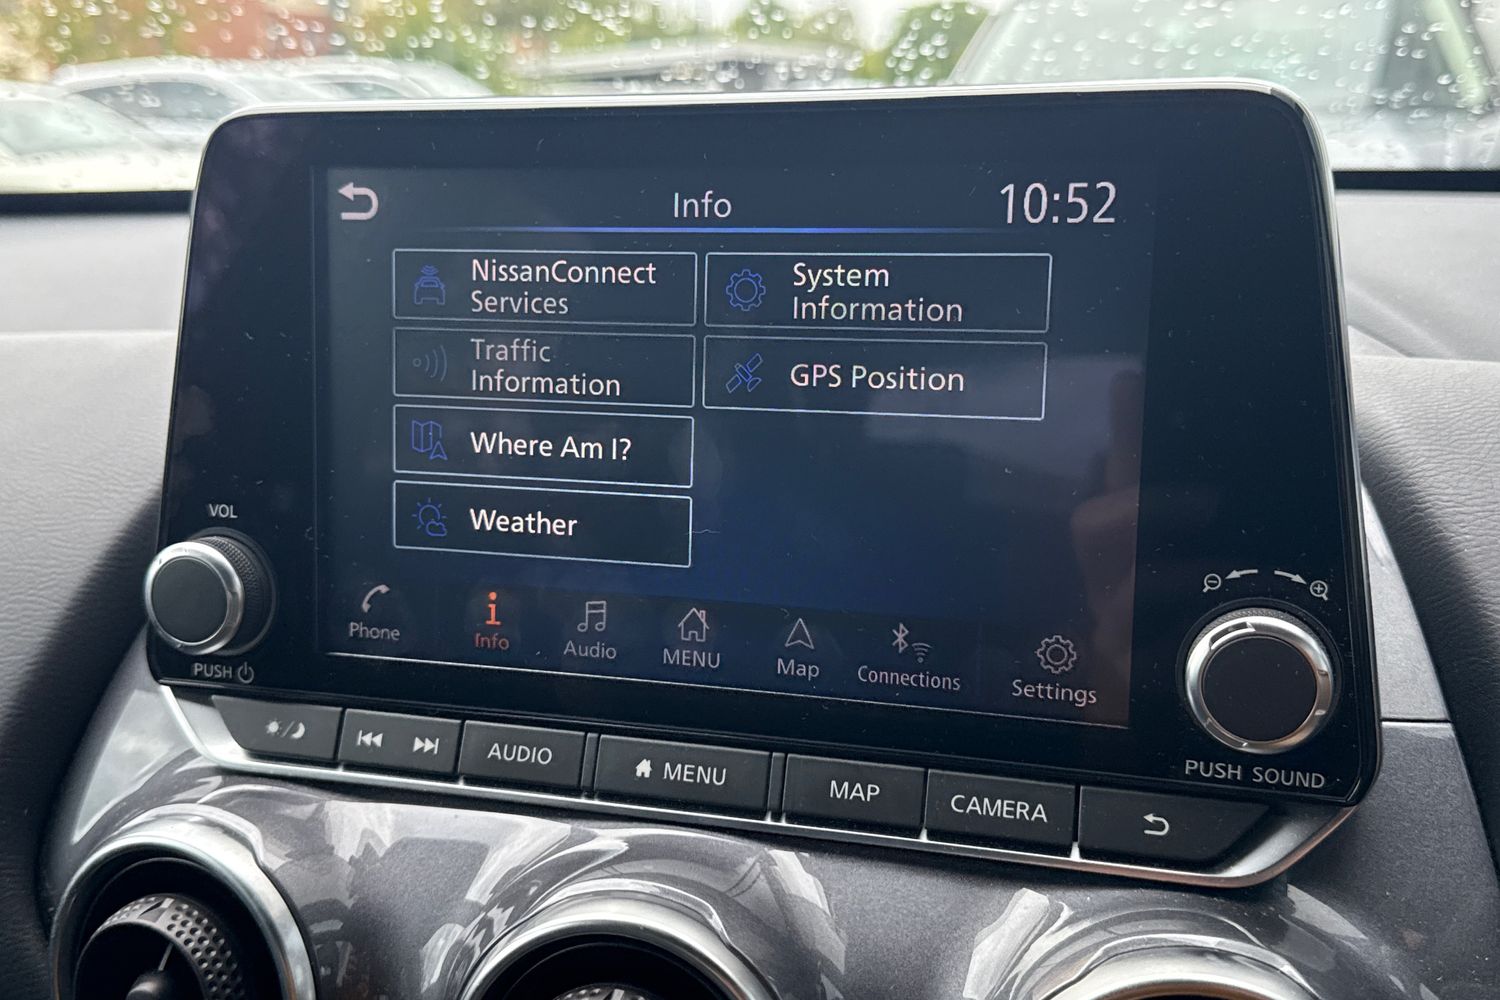 Info
10:52
NissanConnect
Services
System
Information
Traffic
Information
GPS Position
Where Am I?
Weather
VOL
PUSH
Phone
Info
Audio
MENU
Map
Connections
Settings
AUDIO
MENU
MAP
CAMERA
PUSH SOUND